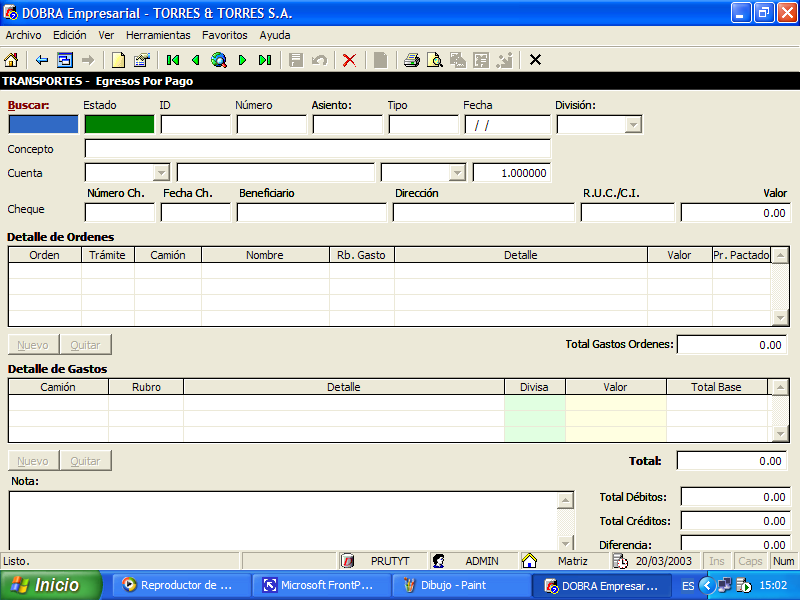 DOBRA Empresarial - TORRES & TORRES S.A.
Archivo Edición Ver Herramientas Favoritos Ayuda
TRANSPORTES - Egresos Por Pago
Buscar: Estado ID Número Asiento: Tipo Fecha División:
/ /
Concepto
Cuenta 1.000000
Número Ch. Fecha Ch. Beneficiario Dirección R.U.C./C.I. Valor
Cheque 0.00
Detalle de Ordenes
Orden Trámite Camión Nombre Rb. Gasto Detalle Valor Pr. Pactado
Nuevo Quitar Total Gastos Ordenes: 0.00
Detalle de Gastos
Camión Rubro Detalle Divisa Valor Total Base
Nuevo Quitar Total: 0.00
Nota:
Total Débitos: 0.00
Total Créditos: 0.00
Diferencia: 0.00
Listo. PRUTYT ADMIN Matriz 20/03/2003 Ins Caps Num
Inicio Reproductor de ... Microsoft FrontP... Dibujo - Paint DOBRA Empresar... ES 15:02